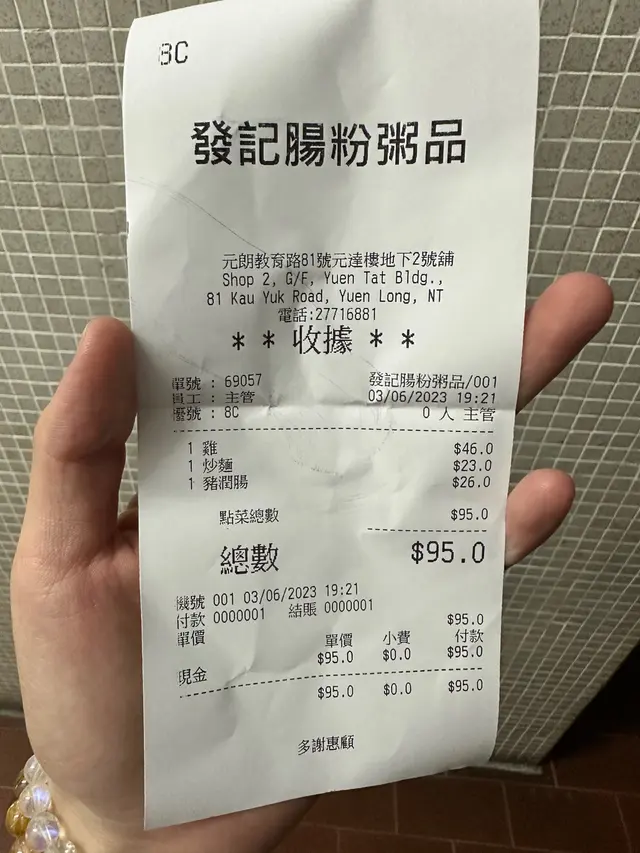 8C
發記腸粉粥品
元朗教育路81號元達樓地下2號舖
Shop 2, G/F, Yuen Tat Bldg.,
81 Kau Yuk Road, Yuen Long, NT
電話:27716881
** 收據 **
單號 : 69057 發記腸粉粥品/001
員工 : 主管 03/06/2023 19:21
檯號 : 8C 0 人 主管
1 雞 $46.0
1 炒麵 $23.0
1 豬潤腸 $26.0
點菜總數 $95.0
總數 $95.0
機號 001 03/06/2023 19:21
付款 0000001 結賬 0000001
$95.0
單價 單價 小費 付款
$95.0 $0.0 $95.0
現金
$95.0 $0.0 $95.0
多謝惠顧